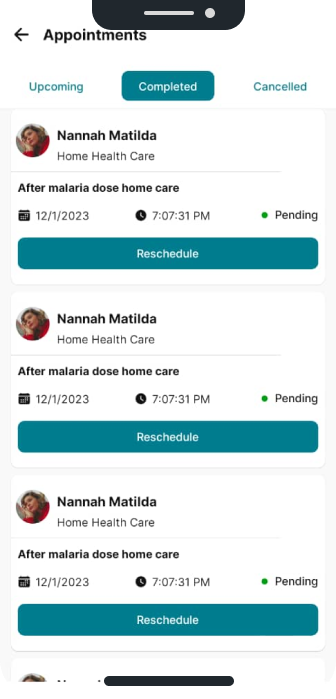 Appointments
Upcoming Completed Cancelled
Nannah Matilda
Home Health Care
After malaria dose home care
12/1/2023 7:07:31 PM Pending
Reschedule
Nannah Matilda
Home Health Care
After malaria dose home care
12/1/2023 7:07:31 PM Pending
Reschedule
Nannah Matilda
Home Health Care
After malaria dose home care
12/1/2023 7:07:31 PM Pending
Reschedule